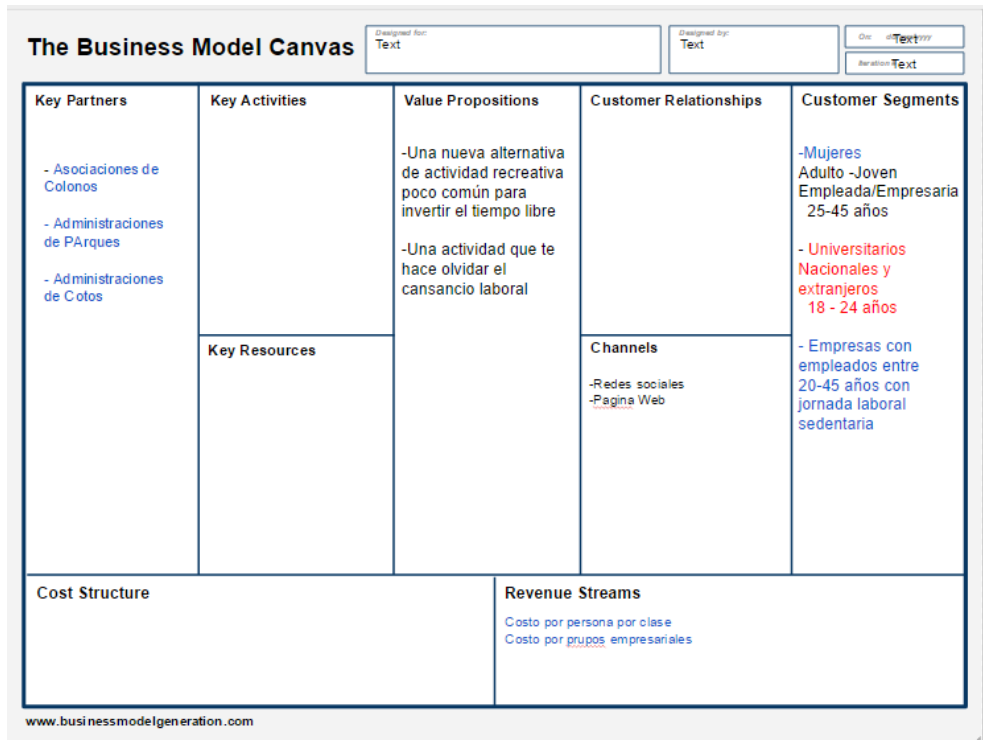 The Business Model Canvas
Designed for:
Text
Designed by:
Text
On:
Text
Iteration
Text
Key Partners
- Asociaciones de
Colonos
- Administraciones
de PArques
- Administraciones
de Cotos
Key Activities
Key Resources
Value Propositions
-Una nueva alternativa
de actividad recreativa
poco común para
invertir el tiempo libre
-Una actividad que te
hace olvidar el
cansancio laboral
Customer Relationships
Channels
-Redes sociales
-Pagina Web
Customer Segments
-Mujeres
Adulto -Joven
Empleada/Empresaria
25-45 años
- Universitarios
Nacionales y
extranjeros
18 - 24 años
- Empresas con
empleados entre
20-45 años con
jornada laboral
sedentaria
Cost Structure
Revenue Streams
Costo por persona por clase
Costo por prupos empresariales
www.businessmodelgeneration.com